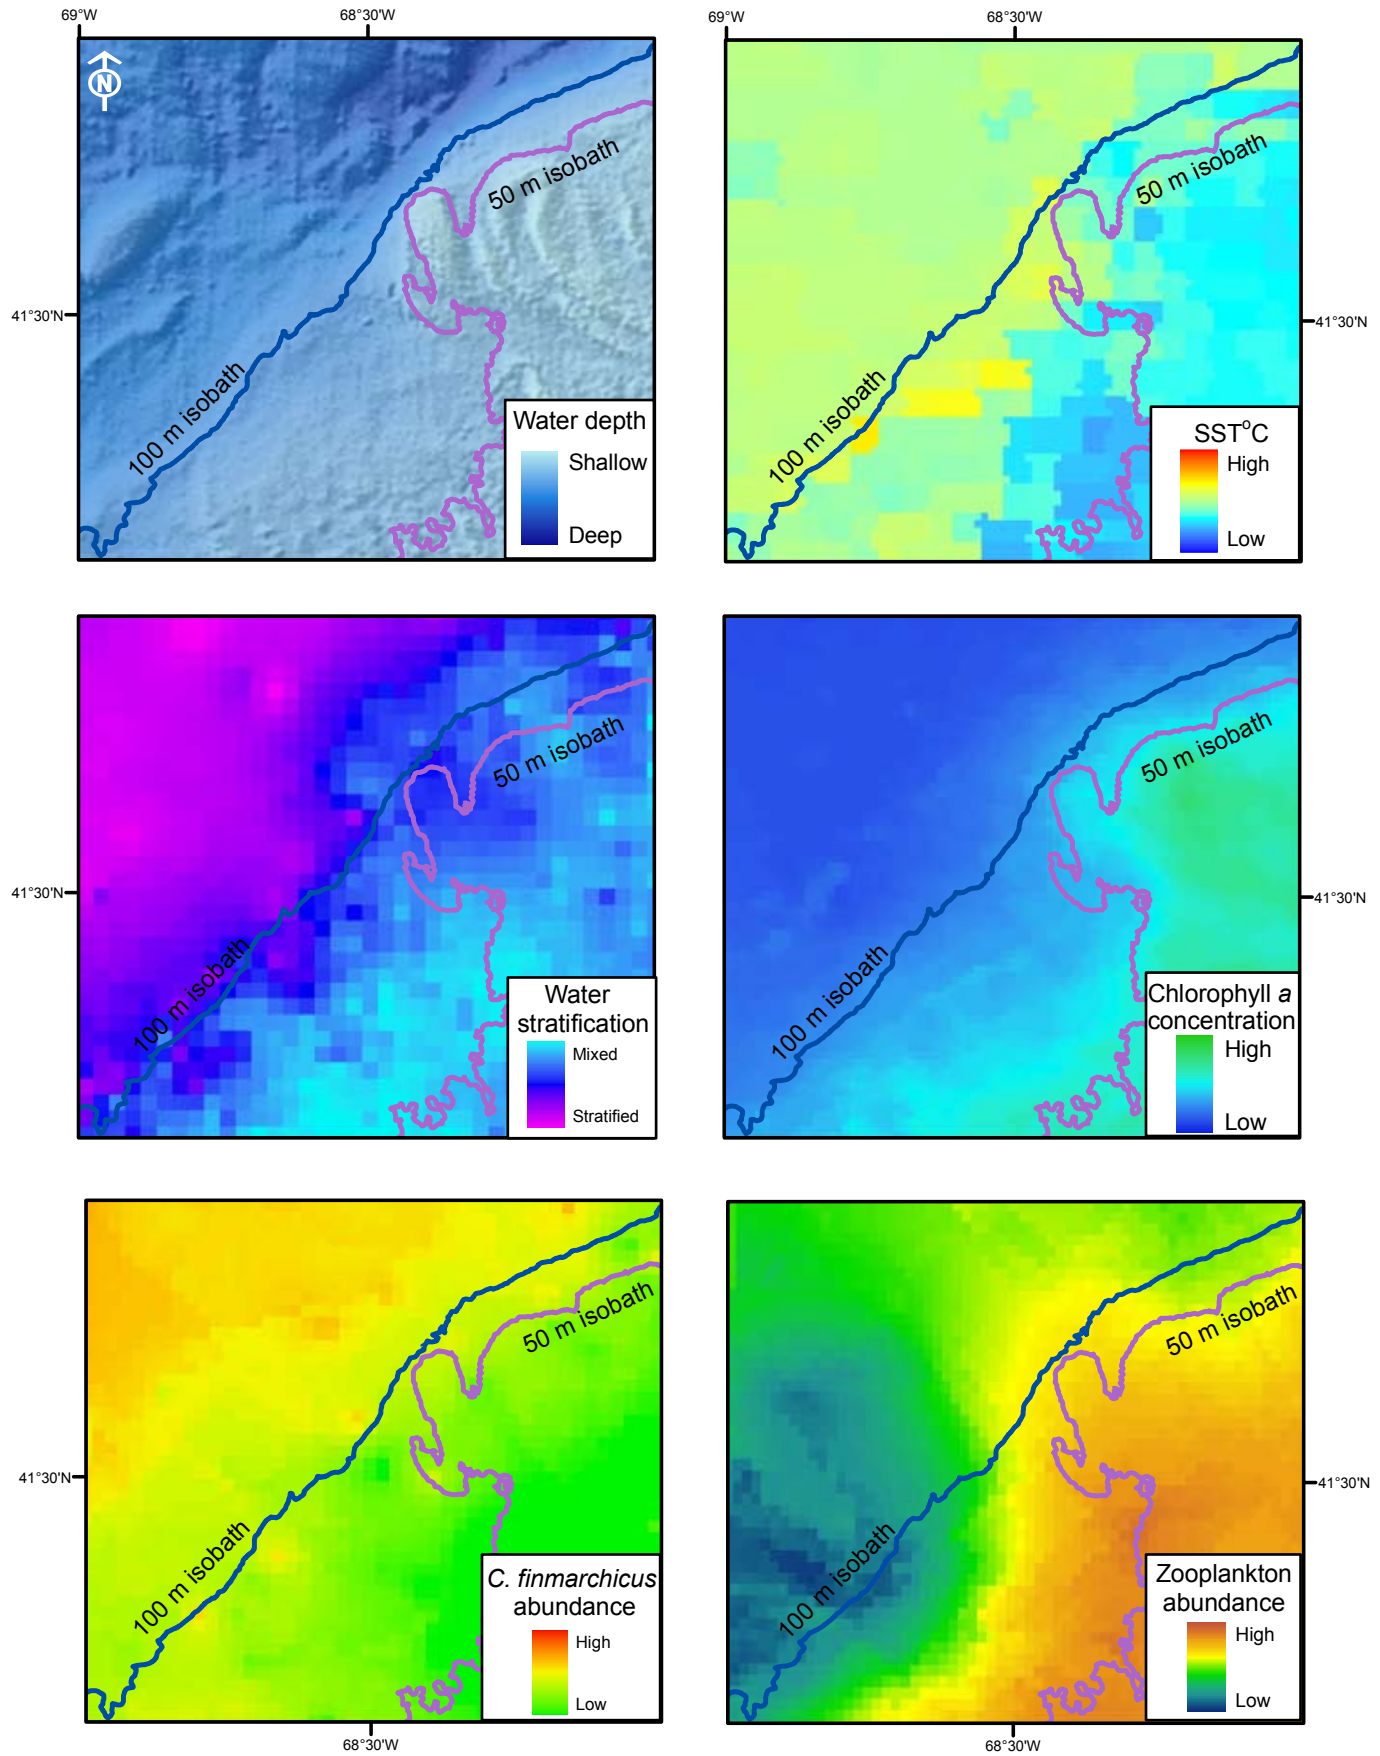 69°W
68°30'W
69°W
68°30'W
N
50 m isobath
100 m isobath
41°30'N
Water depth
Shallow
Deep
50 m isobath
100 m isobath
41°30'N
SST°C
High
Low
50 m isobath
100 m isobath
41°30'N
Water
stratification
Mixed
Stratified
50 m isobath
100 m isobath
41°30'N
Chlorophyll a
concentration
High
Low
50 m isobath
100 m isobath
41°30'N
C. finmarchicus
abundance
High
Low
50 m isobath
100 m isobath
41°30'N
Zooplankton
abundance
High
Low
68°30'W
68°30'W